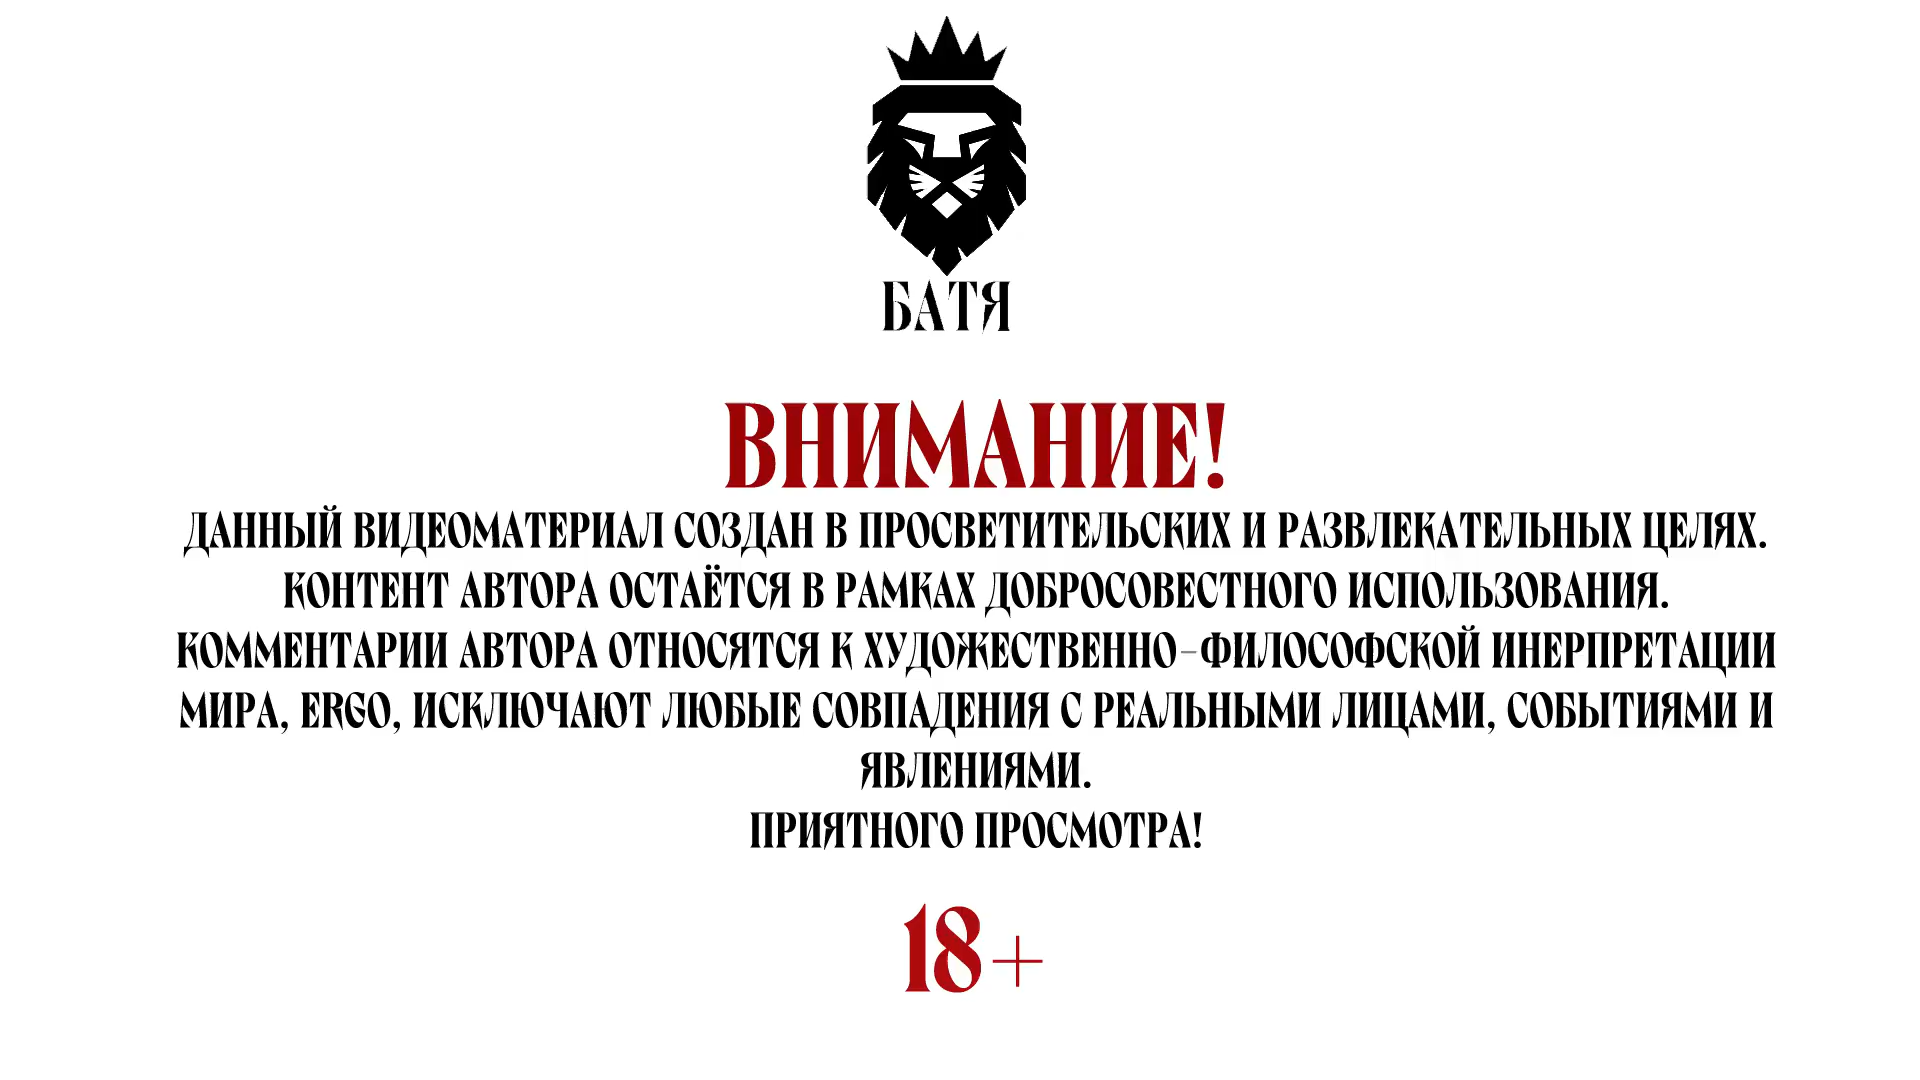 БАТЯ
ВНИМАНИЕ!
ДАННЫЙ ВИДЕОМАТЕРИАЛ СОЗДАН В ПРОСВЕТИТЕЛЬСКИХ И РАЗВЛЕКАТЕЛЬНЫХ ЦЕЛЯХ.
КОНТЕНТ АВТОРА ОСТАЁТСЯ В РАМКАХ ДОБРОСОВЕСТНОГО ИСПОЛЬЗОВАНИЯ.
КОММЕНТАРИИ АВТОРА ОТНОСЯТСЯ К ХУДОЖЕСТВЕННО-ФИЛОСОФСКОЙ ИНЕРПРЕТАЦИИ
МИРА, ERGO, ИСКЛЮЧАЮТ ЛЮБЫЕ СОВПАДЕНИЯ С РЕАЛЬНЫМИ ЛИЦАМИ, СОБЫТИЯМИ И
ЯВЛЕНИЯМИ.
ПРИЯТНОГО ПРОСМОТРА!
18+